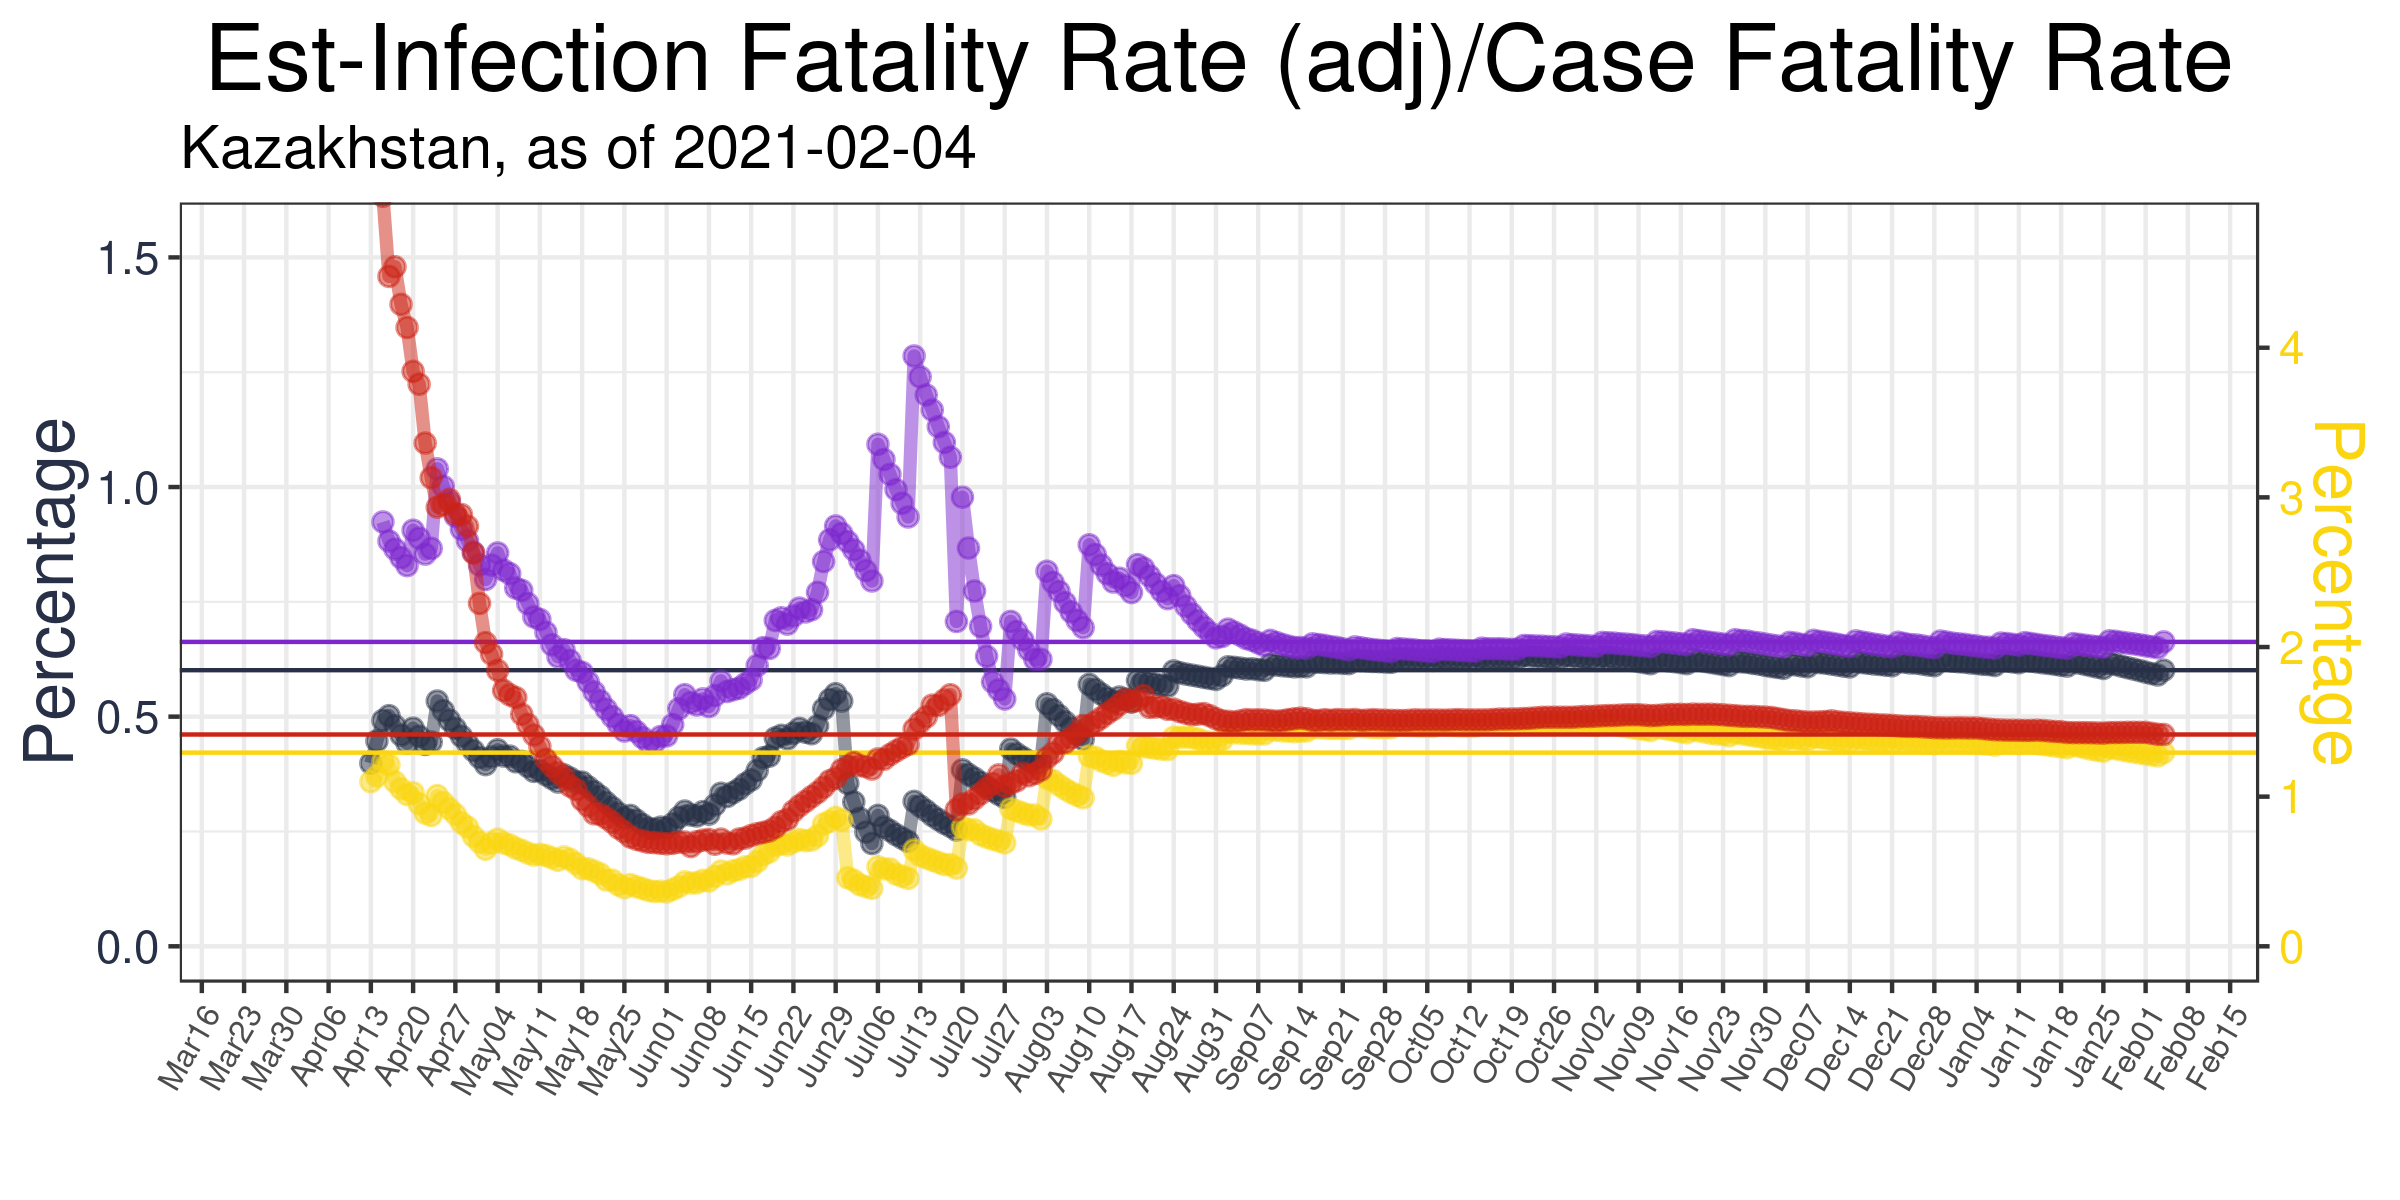 Est-Infection Fatality Rate (adj)/Case Fatality Rate
Kazakhstan, as of 2021-02-04
Percentage
1.5
1.0
0.5
0.0
4
3
2
1
0
Percentage
Mar16
Mar23
Mar30
Apr06
Apr13
Apr20
Apr27
May04
May11
May18
May25
Jun01
Jun08
Jun15
Jun22
Jun29
Jul06
Jul13
Jul20
Jul27
Aug03
Aug10
Aug17
Aug24
Aug31
Sep07
Sep14
Sep21
Sep28
Oct05
Oct12
Oct19
Oct26
Nov02
Nov09
Nov16
Nov23
Nov30
Dec07
Dec14
Dec21
Dec28
Jan04
Jan11
Jan18
Jan25
Feb01
Feb08
Feb15